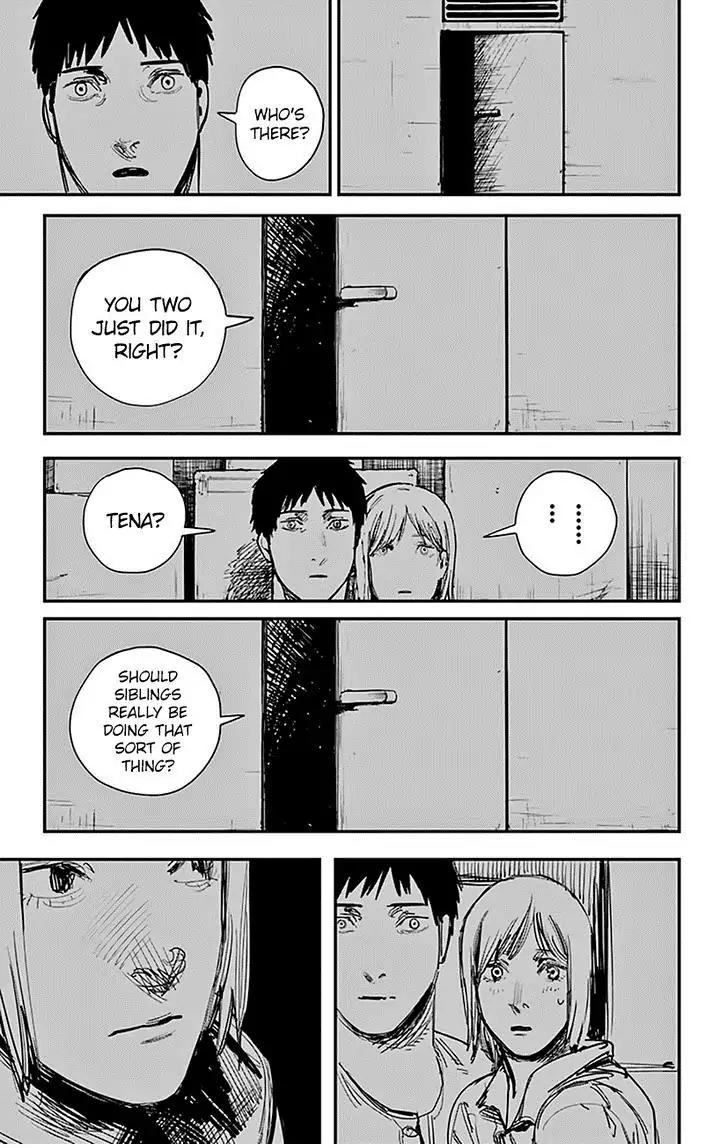 WHO'S
THERE?
YOU TWO
JUST DID IT,
RIGHT?
TENA?
⋮ ⋮
SHOULD
SIBLINGS
REALLY BE
DOING THAT
SORT OF
THING?